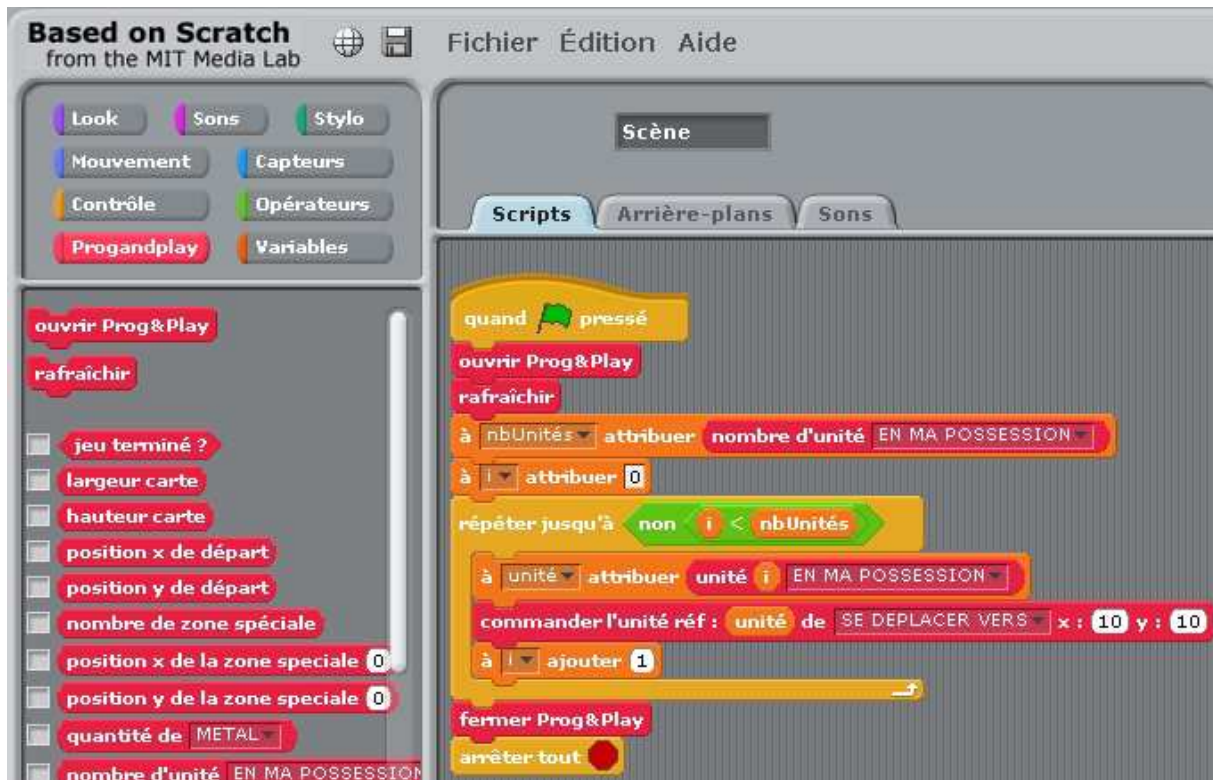 Based on Scratch
from the MIT Media Lab
Fichier Édition Aide
Look Sons Stylo
Mouvement Capteurs
Contrôle Opérateurs
Progandplay Variables
ouvrir Prog&Play
rafraîchir
jeu terminé ?
largeur carte
hauteur carte
position x de départ
position y de départ
nombre de zone spéciale
position x de la zone speciale 0
position y de la zone speciale 0
quantité de METAL
nombre d'unité EN MA POSSESSION
Scène
Scripts Arrière-plans Sons
quand pressé
ouvrir Prog&Play
rafraîchir
à nbUnités attribuer nombre d'unité EN MA POSSESSION
à i attribuer 0
répéter jusqu'à non i < nbUnités
à unité attribuer unité i EN MA POSSESSION
commander l'unité réf : unité de SE DEPLACER VERS x : 10 y : 10
à i ajouter 1
fermer Prog&Play
arrêter tout